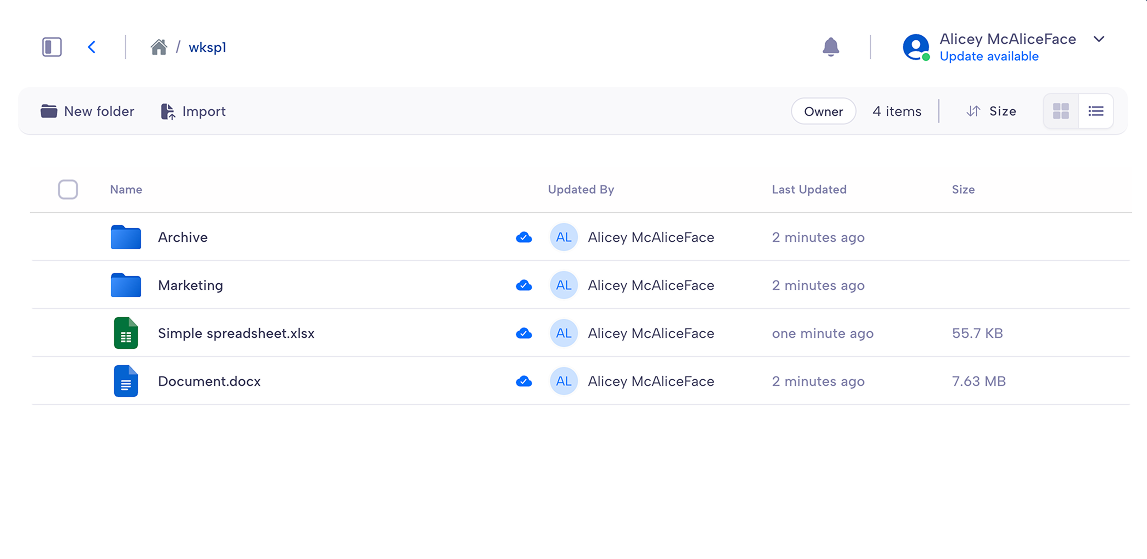 Alicey McAliceFace
/ wksp1
Update available
New folder Import Owner 4 items Size
Name Updated By Last Updated Size
Archive AL Alicey McAliceFace 2 minutes ago
Marketing AL Alicey McAliceFace 2 minutes ago
Simple spreadsheet.xlsx AL Alicey McAliceFace one minute ago 55.7 KB
Document.docx AL Alicey McAliceFace 2 minutes ago 7.63 MB